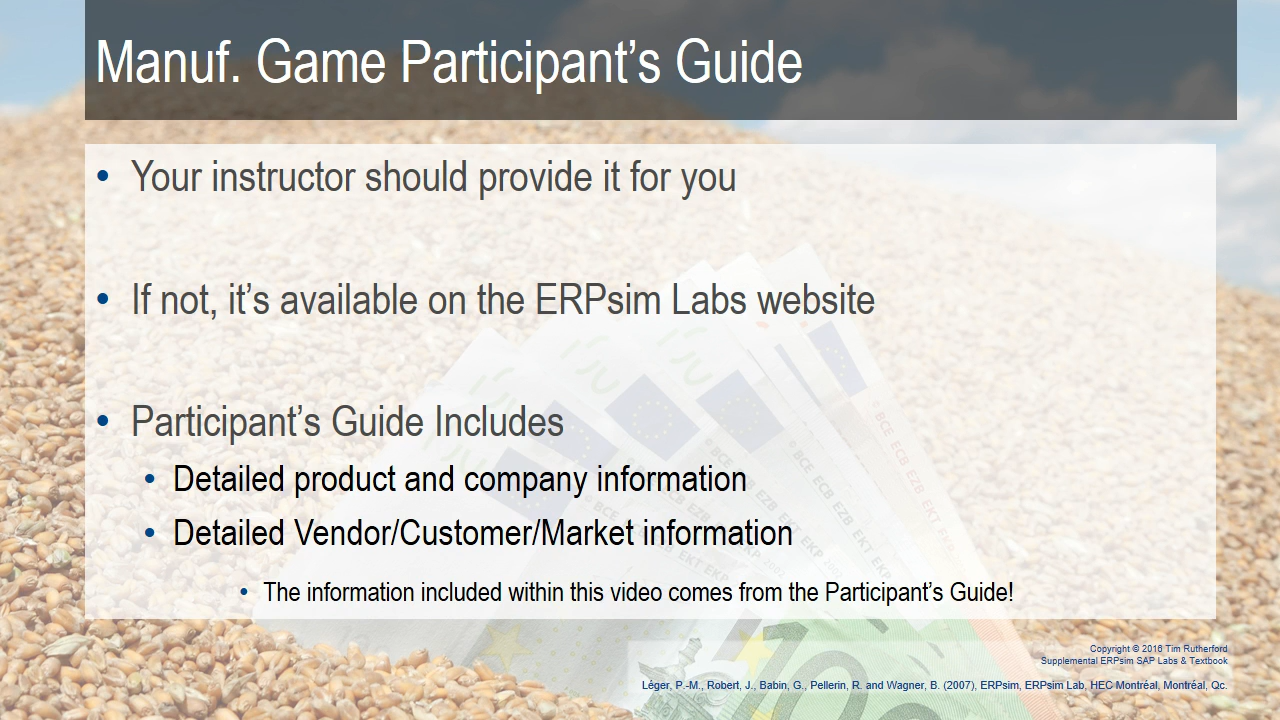 Manuf. Game Participant’s Guide
• Your instructor should provide it for you
• If not, it’s available on the ERPsim Labs website
• Participant’s Guide Includes
• Detailed product and company information
• Detailed Vendor/Customer/Market information
• The information included within this video comes from the Participant’s Guide!
Copyright © 2016 Tim Rutherford
Supplemental ERPsim SAP Labs & Textbook
Léger, P.-M., Robert, J., Babin, G., Pellerin, R. and Wagner, B. (2007), ERPsim, ERPsim Lab, HEC Montréal, Montréal, Qc.